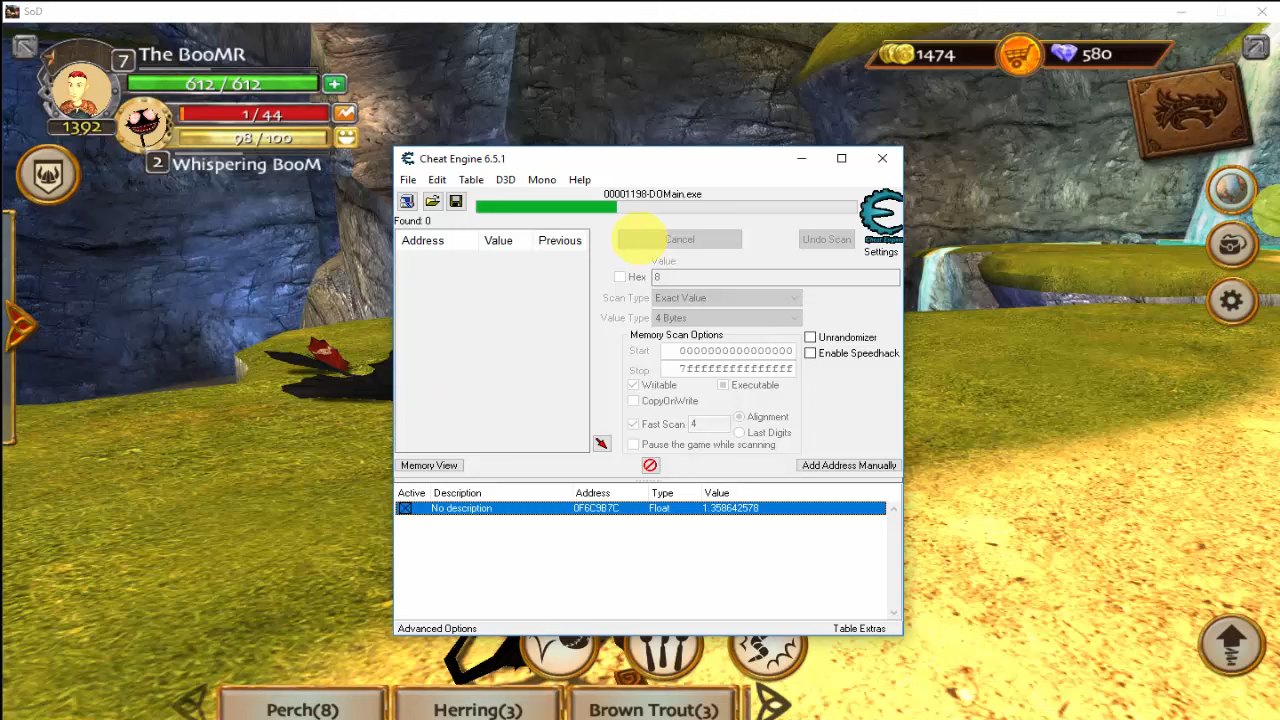 SoD
7
The BooMR
612 / 612
1392
1 / 44
98 / 100
2
Whispering BooM
1474
580
Cheat Engine 6.5.1
File Edit Table D3D Mono Help
00001198-DOMain.exe
Found: 0
Address Value Previous
Cancel
Undo Scan
Cheat Engine
Settings
Value:
Hex 8
Scan Type Exact Value
Value Type 4 Bytes
Memory Scan Options
Start 0000000000000000
Stop 7fffffffffffffff
Writable Executable
CopyOnWrite
Fast Scan 4
Alignment
Last Digits
Pause the game while scanning
Unrandomizer
Enable Speedhack
Memory View
Add Address Manually
Active Description Address Type Value
No description 0F6C9B7C Float 1.358642578
Advanced Options
Table Extras
Perch(8)
Herring(3)
Brown Trout(3)